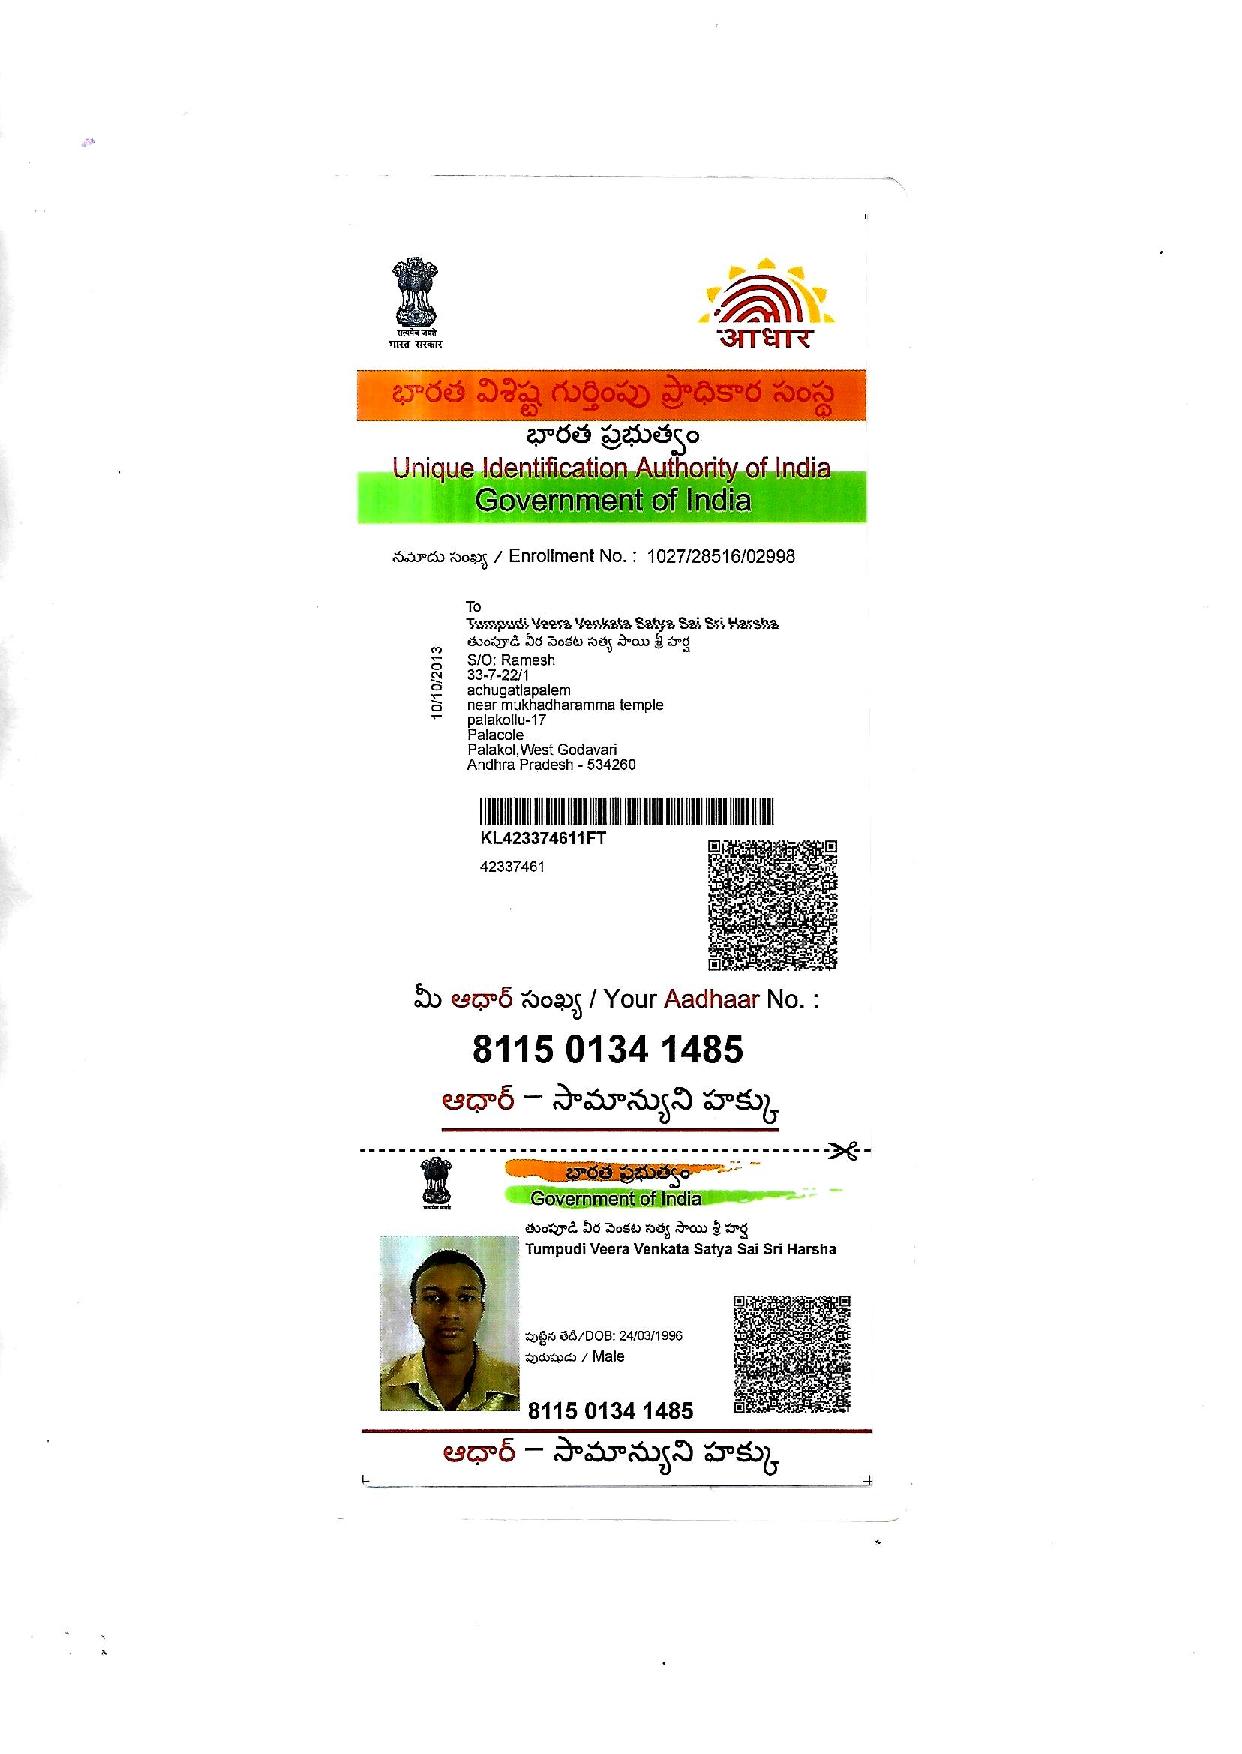 सत्यमेव जयते
भारत सरकार
आधार
భారత విశిష్ట గుర్తింపు ప్రాధికార సంస్థ
భారత ప్రభుత్వం
Unique Identification Authority of India
Government of India
నమోదు సంఖ్య / Enrollment No. : 1027/28516/02998
10/10/2013
To
Tumpudi Veera Venkata Satya Sai Sri Harsha
తుంపూడి వీర వెంకట సత్య సాయి శ్రీ హర్ష
S/O: Ramesh
33-7-22/1
achugatlapalem
near mukhadharamma temple
palakollu-17
Palacole
Palakol,West Godavari
Andhra Pradesh - 534260
KL423374611FT
42337461
మీ ఆధార్ సంఖ్య / Your Aadhaar No. :
8115 0134 1485
ఆధార్ – సామాన్యుని హక్కు
భారత ప్రభుత్వం
Government of India
తుంపూడి వీర వెంకట సత్య సాయి శ్రీ హర్ష
Tumpudi Veera Venkata Satya Sai Sri Harsha
పుట్టిన తేదీ/DOB: 24/03/1996
పురుషుడు / Male
8115 0134 1485
ఆధార్ – సామాన్యుని హక్కు